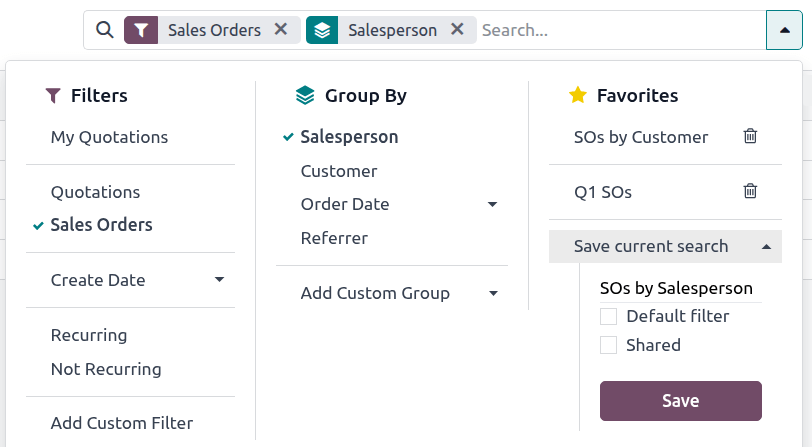 Sales Orders Salesperson Search...
Filters
My Quotations
Quotations
Sales Orders
Create Date
Recurring
Not Recurring
Add Custom Filter
Group By
Salesperson
Customer
Order Date
Referrer
Add Custom Group
Favorites
SOs by Customer
Q1 SOs
Save current search
SOs by Salesperson
Default filter
Shared
Save